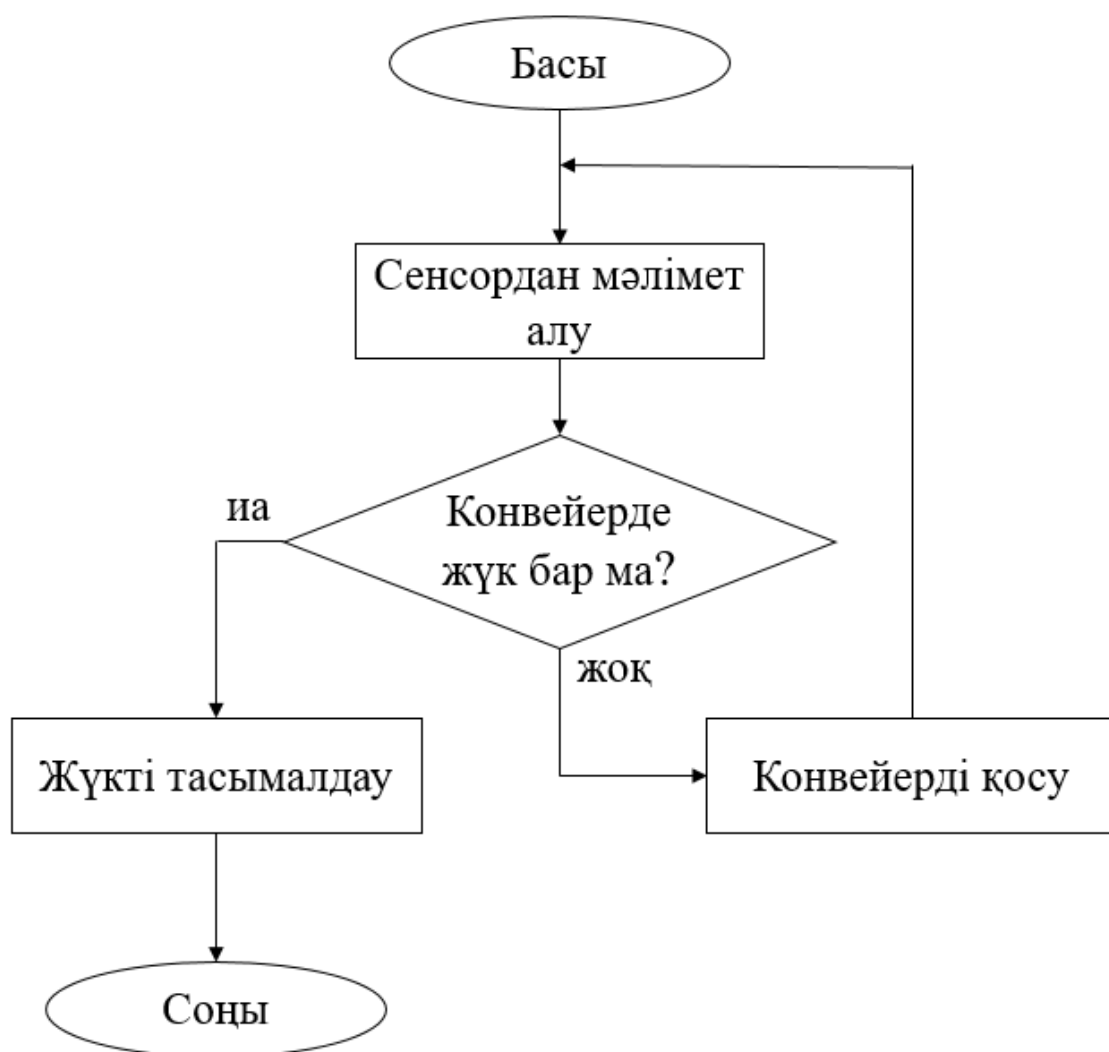 Басы
Сенсордан мәлімет
алу
Конвейерде
жүк бар ма?
иа
жоқ
Жүкті тасымалдау
Конвейерді қосу
Соңы